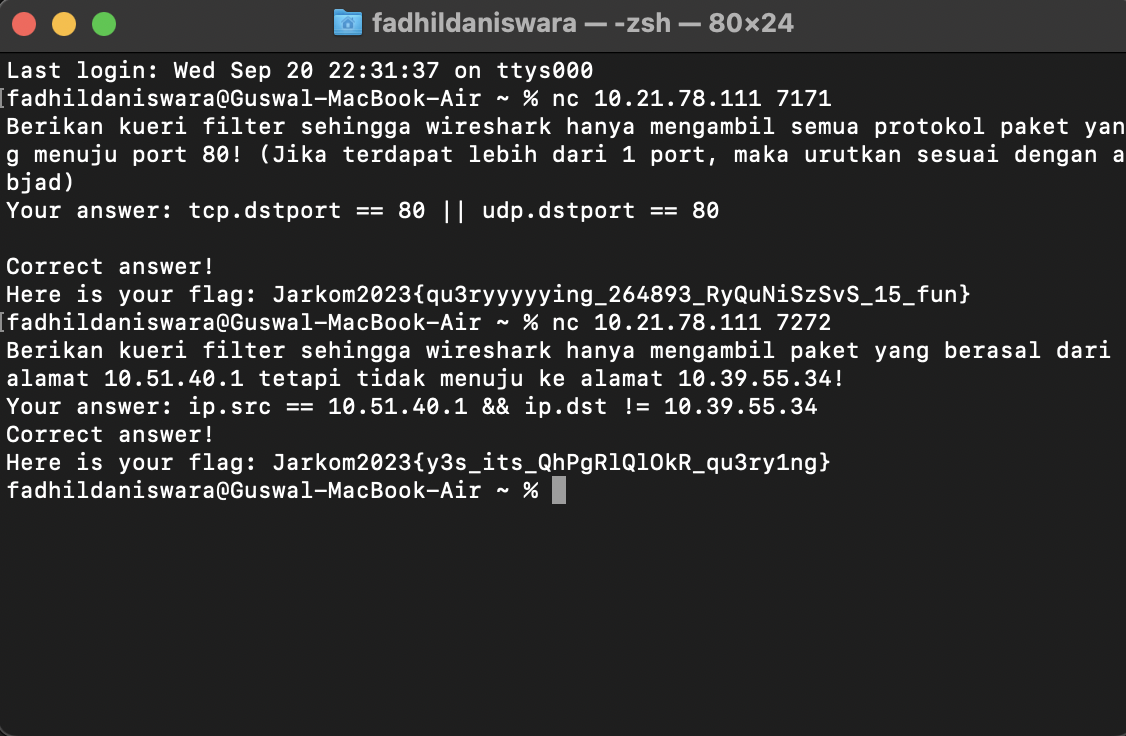 fadhildaniswara — -zsh — 80×24
Last login: Wed Sep 20 22:31:37 on ttys000
[fadhildaniswara@Guswal-MacBook-Air ~ % nc 10.21.78.111 7171
Berikan kueri filter sehingga wireshark hanya mengambil semua protokol paket yan
g menuju port 80! (Jika terdapat lebih dari 1 port, maka urutkan sesuai dengan a
bjad)
Your answer: tcp.dstport == 80 || udp.dstport == 80
Correct answer!
Here is your flag: Jarkom2023{qu3ryyyyying_264893_RyQuNiSzSvS_15_fun}
[fadhildaniswara@Guswal-MacBook-Air ~ % nc 10.21.78.111 7272
Berikan kueri filter sehingga wireshark hanya mengambil paket yang berasal dari
alamat 10.51.40.1 tetapi tidak menuju ke alamat 10.39.55.34!
Your answer: ip.src == 10.51.40.1 && ip.dst != 10.39.55.34
Correct answer!
Here is your flag: Jarkom2023{y3s_its_QhPgRlQlOkR_qu3ry1ng}
fadhildaniswara@Guswal-MacBook-Air ~ %